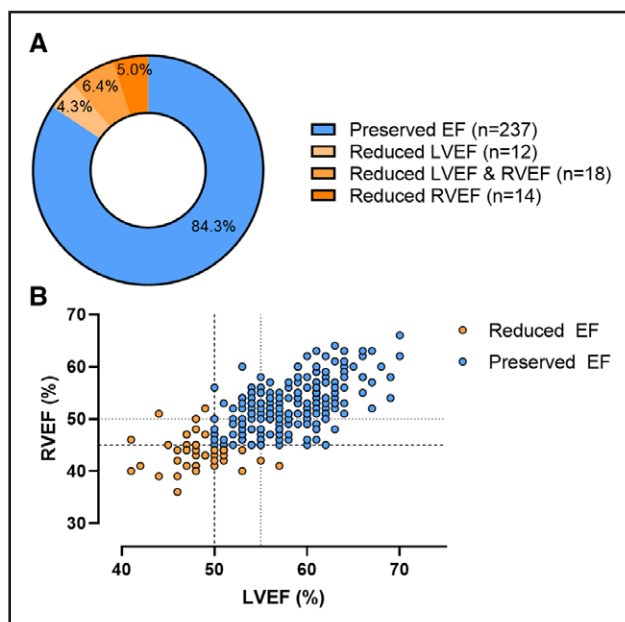 A
5.0%
6.4%
4.3%
84.3%
Preserved EF (n=237)
Reduced LVEF (n=12)
Reduced LVEF & RVEF (n=18)
Reduced RVEF (n=14)
B
70
60
50
40
30
RVEF (%)
40 50 60 70
LVEF (%)
Reduced EF
Preserved EF